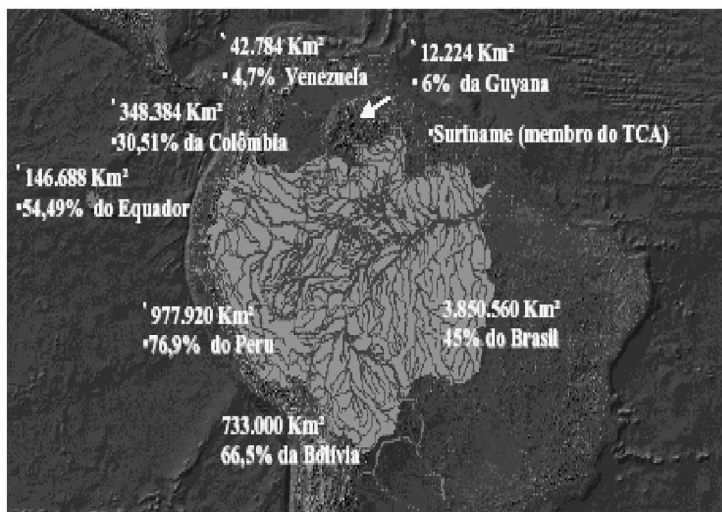 42.784 Km²
•4,7% Venezuela
12.224 Km²
•6% da Guyana
348.384 Km²
•30,51% da Colômbia
•Suriname (membro do TCA)
146.688 Km²
•54,49% do Equador
977.920 Km²
•76,9% do Peru
3.850.560 Km²
45% do Brasil
733.000 Km²
66,5% da Bolívia